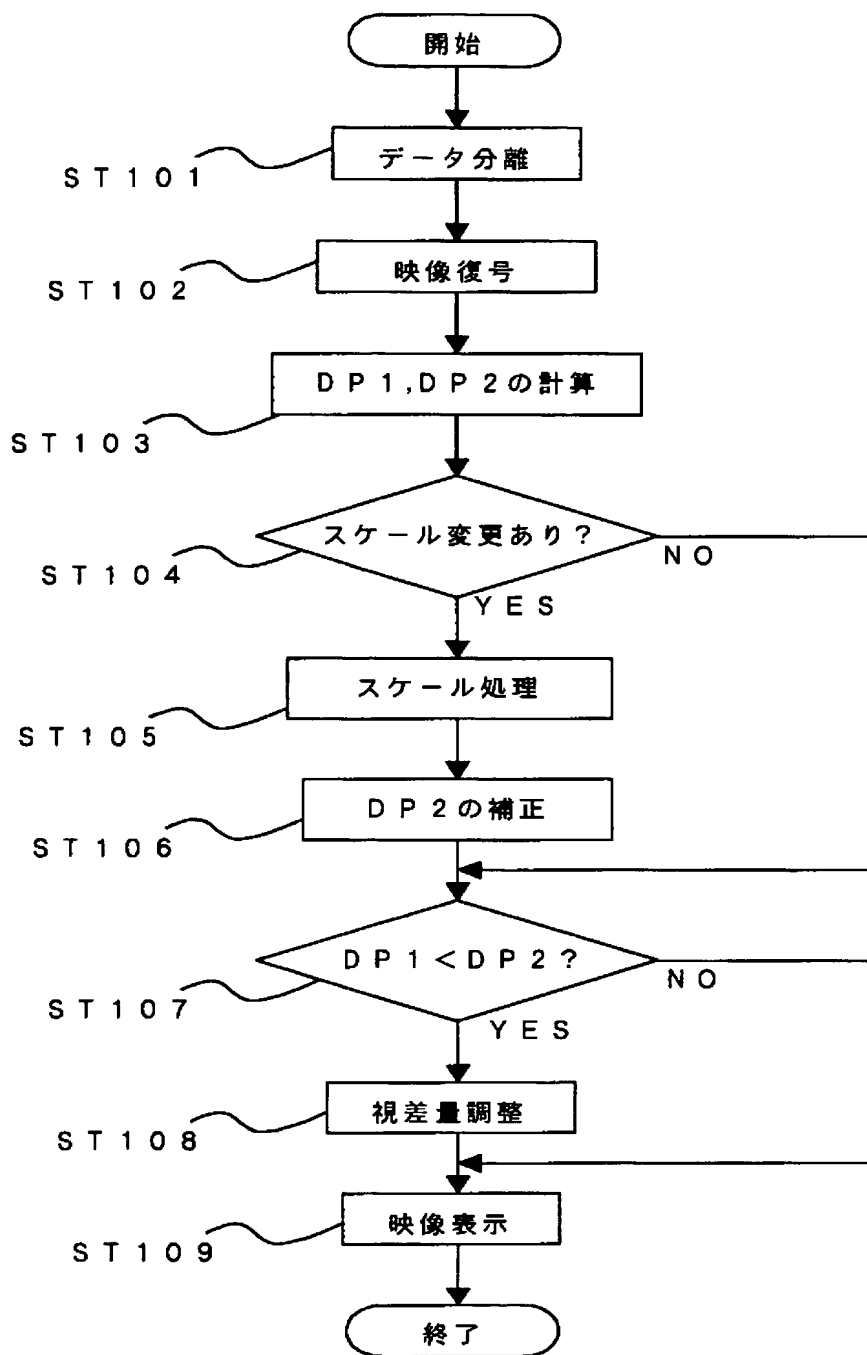 開始
データ分離
ST101
映像復号
ST102
DP1,DP2の計算
ST103
スケール変更あり?
NO
ST104
YES
スケール処理
ST105
DP2の補正
ST106
DP1<DP2?
NO
ST107
YES
視差量調整
ST108
映像表示
ST109
終了